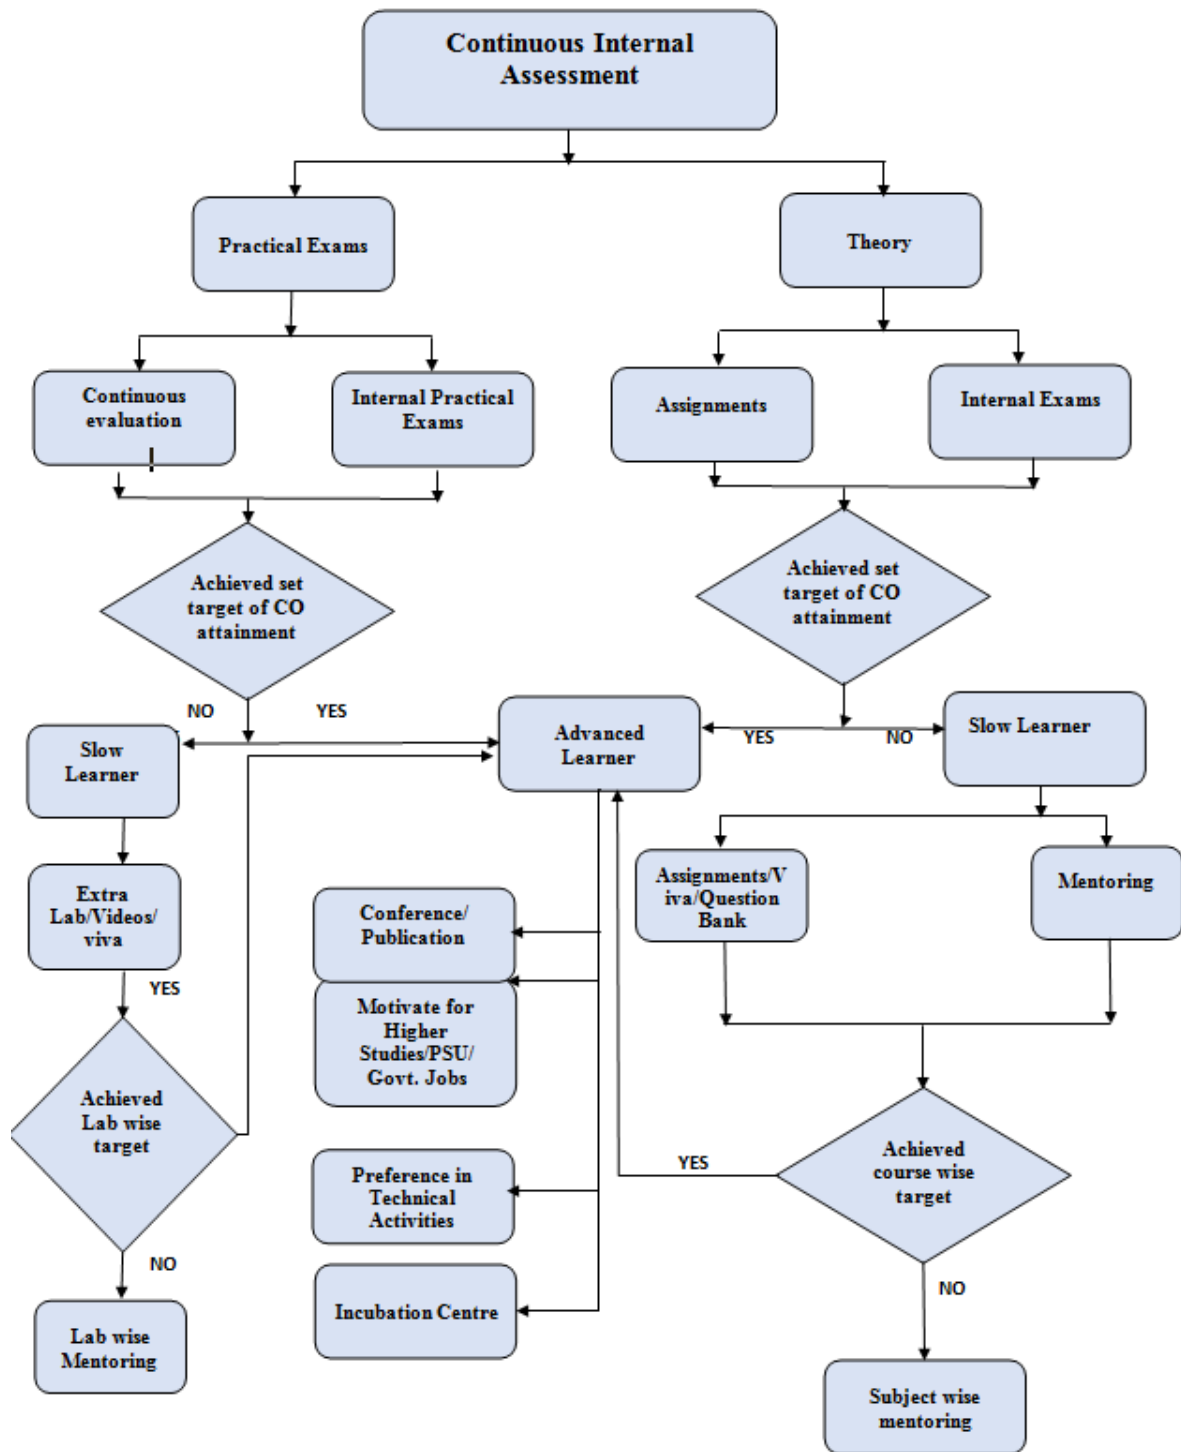 Continuous Internal
Assessment
Practical Exams
Theory
Continuous
evaluation
Internal Practical
Exams
Assignments
Internal Exams
Achieved set
target of CO
attainment
Achieved set
target of CO
attainment
NO
YES
Slow
Learner
Advanced
Learner
YES
NO
Slow Learner
Extra
Lab/Videos/
viva
Conference/
Publication
Assignments/V
iva/Question
Bank
Mentoring
YES
Motivate for
Higher
Studies/PSU/
Govt. Jobs
Achieved
Lab wise
target
Preference in
Technical
Activities
YES
Achieved
course wise
target
NO
Incubation Centre
NO
Lab wise
Mentoring
Subject wise
mentoring